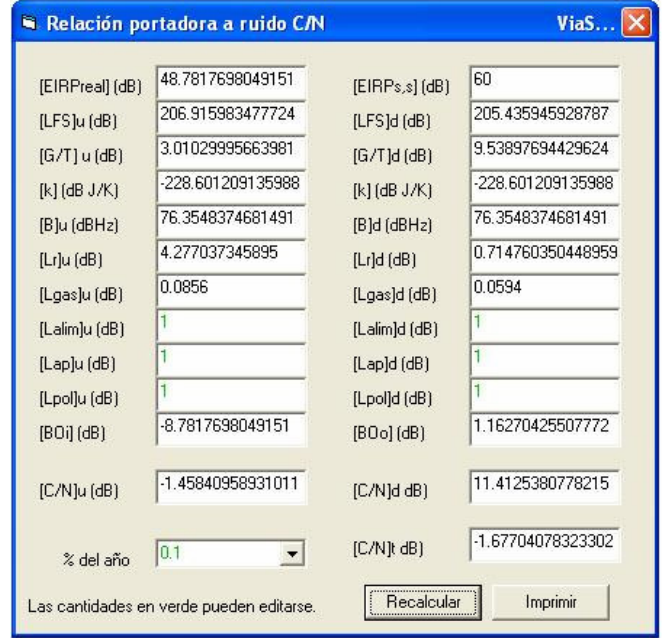 Relación portadora a ruido C/N ViaS...
[EIRPreal] (dB) 48.7817698049151 [EIRPs,s] (dB) 60
[LFS]u (dB) 206.915983477724 [LFS]d (dB) 205.435945928787
[G/T] u (dB) 3.01029995663981 [G/T]d (dB) 9.53897694429624
[k] (dB J/K) -228.601209135988 [k] (dB J/K) -228.601209135988
[B]u (dBHz) 76.3548374681491 [B]d (dBHz) 76.3548374681491
[Lr]u (dB) 4.277037345895 [Lr]d (dB) 0.714760350448959
[Lgas]u (dB) 0.0856 [Lgas]d (dB) 0.0594
[Lalim]u (dB) 1 [Lalim]d (dB) 1
[Lap]u (dB) 1 [Lap]d (dB) 1
[Lpol]u (dB) 1 [Lpol]d (dB) 1
[BOi] (dB) -8.7817698049151 [BOo] (dB) 1.16270425507772
[C/N]u (dB) -1.45840958931011 [C/N]d dB) 11.4125380778215
% del año 0.1 [C/N]t dB) -1.67704078323302
Las cantidades en verde pueden editarse. Recalcular Imprimir